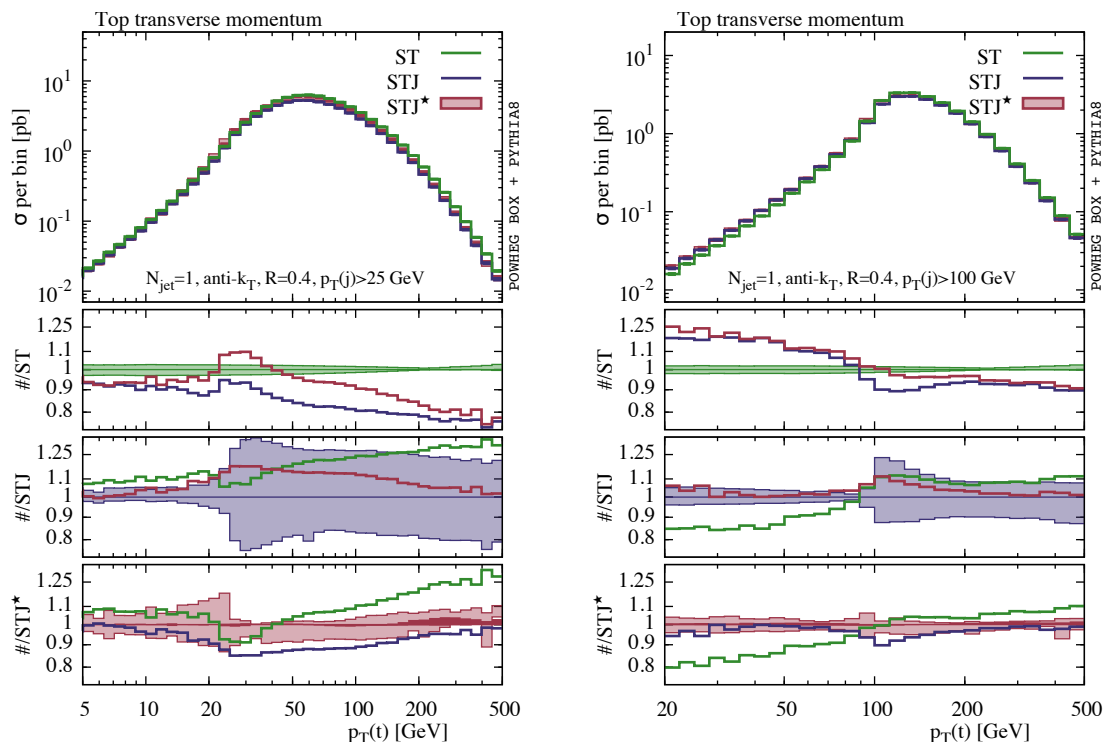 Top transverse momentum
σ per bin [pb]
10^1
10^0
10^-1
10^-2
ST
STJ
STJ★
N_jet=1, anti-k_T, R=0.4, p_T(j)>25 GeV
POWHEG BOX + PYTHIA8
#/ST
1.25
1.1
1
0.9
0.8
#/STJ
1.25
1.1
1
0.9
0.8
#/STJ★
1.25
1.1
1
0.9
0.8
5 10 20 50 100 200 500
p_T(t) [GeV]
Top transverse momentum
σ per bin [pb]
10^1
10^0
10^-1
10^-2
ST
STJ
STJ★
N_jet=1, anti-k_T, R=0.4, p_T(j)>100 GeV
POWHEG BOX + PYTHIA8
#/ST
1.25
1.1
1
0.9
0.8
#/STJ
1.25
1.1
1
0.9
0.8
#/STJ★
1.25
1.1
1
0.9
0.8
20 50 100 200 500
p_T(t) [GeV]